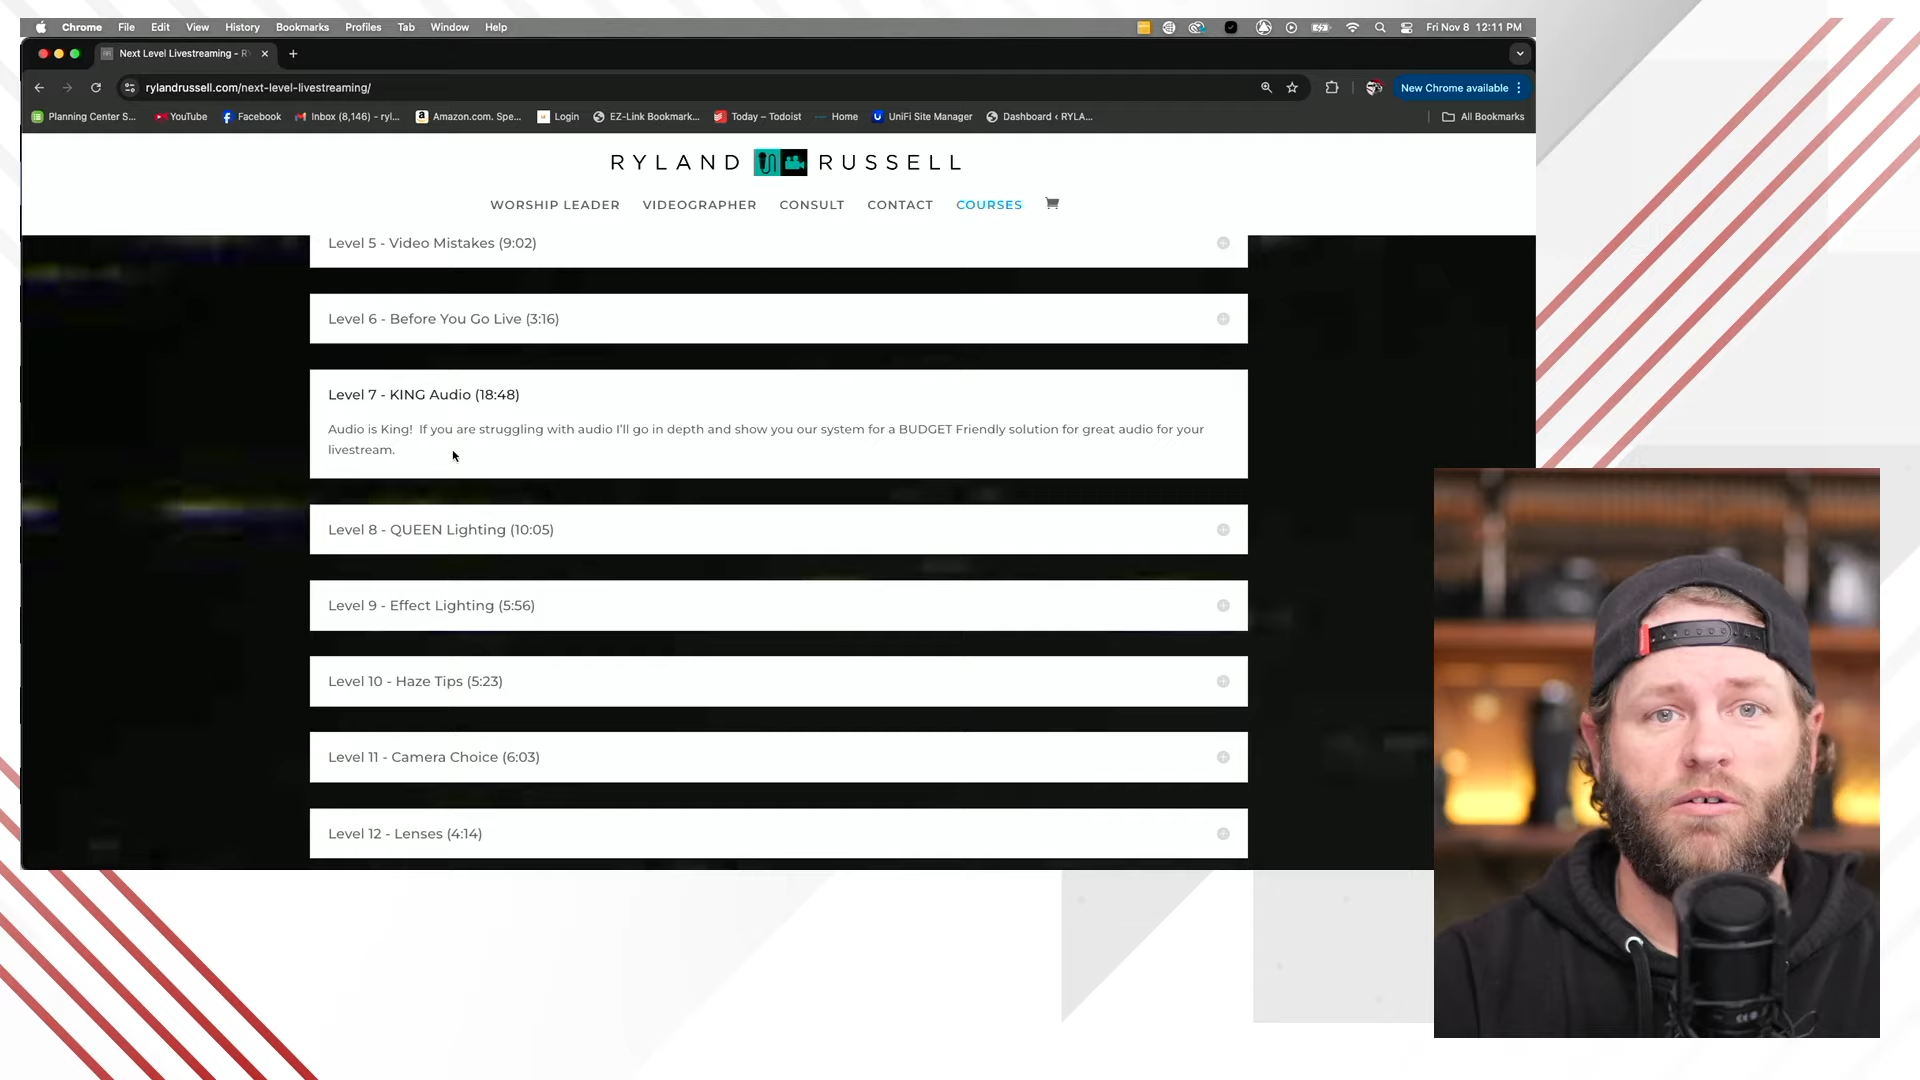 Chrome File Edit View History Bookmarks Profiles Tab Window Help Fri Nov 8 12:11 PM
Next Level Livestreaming - R
rylandrussell.com/next-level-livestreaming/ New Chrome available
Planning Center S... YouTube Facebook Inbox (8,146) - ryl... Amazon.com. Spe... Login EZ-Link Bookmark... Today – Todoist Home UniFi Site Manager Dashboard ‹ RYLA... All Bookmarks
RYLAND RUSSELL
WORSHIP LEADER VIDEOGRAPHER CONSULT CONTACT COURSES
Level 5 - Video Mistakes (9:02)
Level 6 - Before You Go Live (3:16)
Level 7 - KING Audio (18:48)
Audio is King! If you are struggling with audio I'll go in depth and show you our system for a BUDGET Friendly solution for great audio for your
livestream.
Level 8 - QUEEN Lighting (10:05)
Level 9 - Effect Lighting (5:56)
Level 10 - Haze Tips (5:23)
Level 11 - Camera Choice (6:03)
Level 12 - Lenses (4:14)